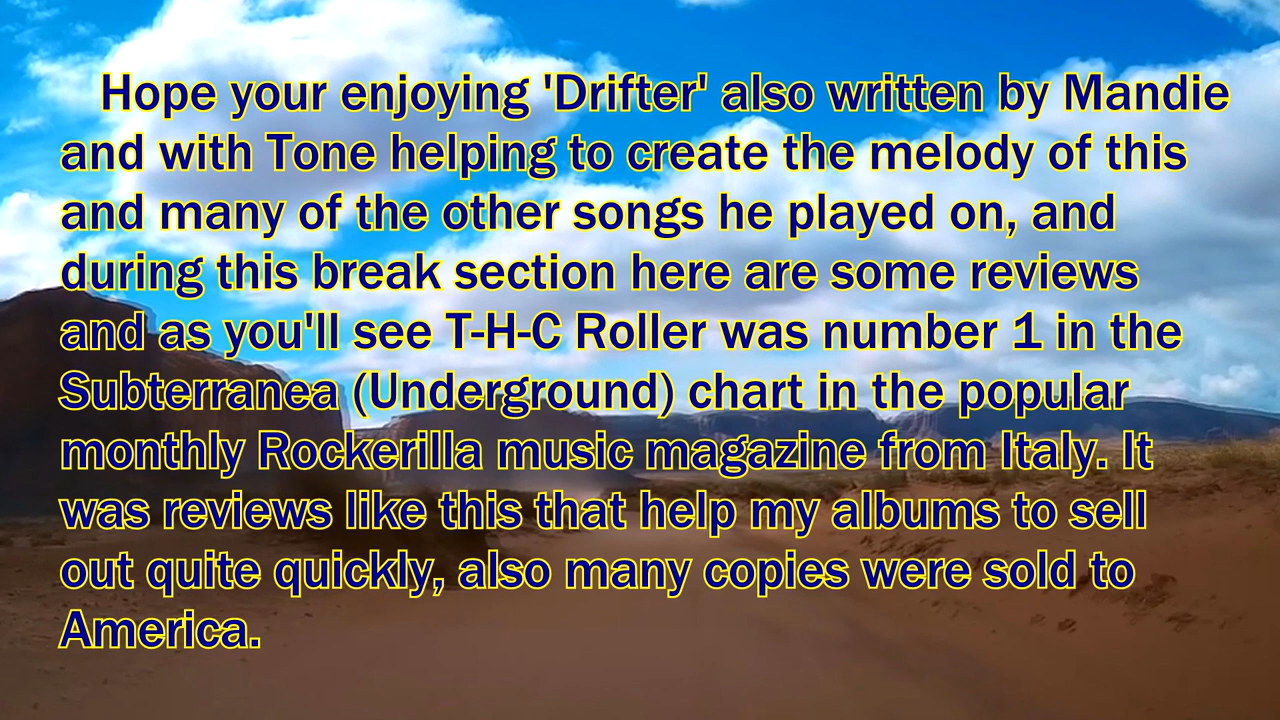 Hope your enjoying 'Drifter' also written by Mandie
and with Tone helping to create the melody of this
and many of the other songs he played on, and
during this break section here are some reviews
and as you'll see T-H-C Roller was number 1 in the
Subterranea (Underground) chart in the popular
monthly Rockerilla music magazine from Italy. It
was reviews like this that help my albums to sell
out quite quickly, also many copies were sold to
America.